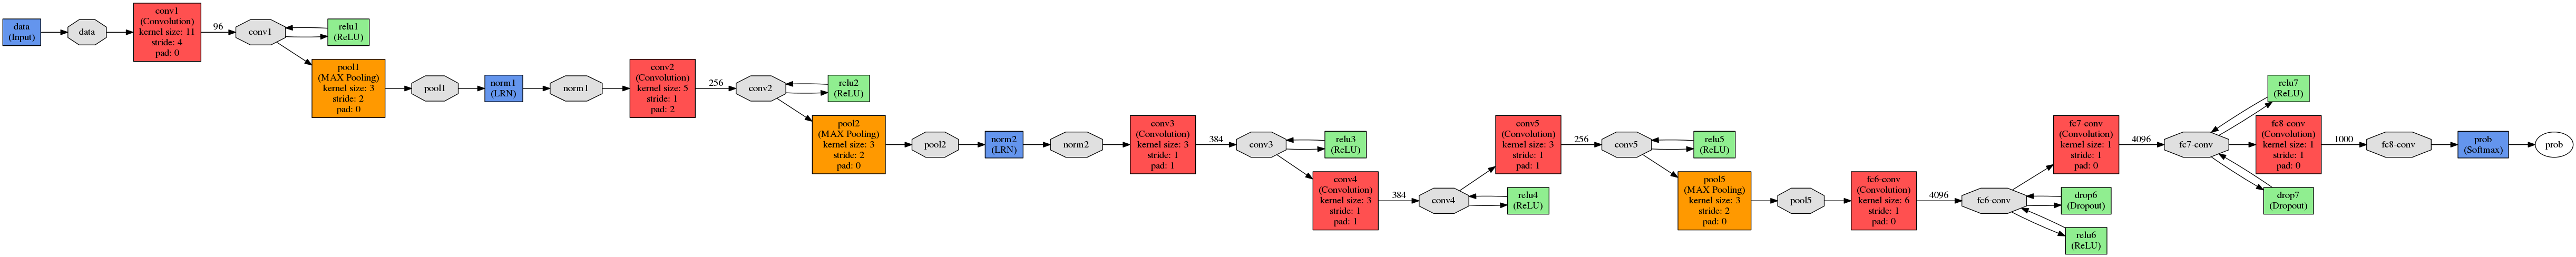 data
(Input)
data
conv1
(Convolution)
kernel size: 11
stride: 4
pad: 0
96
conv1
relu1
(ReLU)
pool1
(MAX Pooling)
kernel size: 3
stride: 2
pad: 0
pool1
norm1
(LRN)
norm1
conv2
(Convolution)
kernel size: 5
stride: 1
pad: 2
256
conv2
relu2
(ReLU)
pool2
(MAX Pooling)
kernel size: 3
stride: 2
pad: 0
pool2
norm2
(LRN)
norm2
conv3
(Convolution)
kernel size: 3
stride: 1
pad: 1
384
conv3
relu3
(ReLU)
conv4
(Convolution)
kernel size: 3
stride: 1
pad: 1
384
conv4
relu4
(ReLU)
conv5
(Convolution)
kernel size: 3
stride: 1
pad: 1
256
conv5
relu5
(ReLU)
pool5
(MAX Pooling)
kernel size: 3
stride: 2
pad: 0
pool5
fc6-conv
(Convolution)
kernel size: 6
stride: 1
pad: 0
4096
fc6-conv
drop6
(Dropout)
relu6
(ReLU)
fc7-conv
(Convolution)
kernel size: 1
stride: 1
pad: 0
4096
fc7-conv
relu7
(ReLU)
drop7
(Dropout)
fc8-conv
(Convolution)
kernel size: 1
stride: 1
pad: 0
1000
fc8-conv
prob
(Softmax)
prob